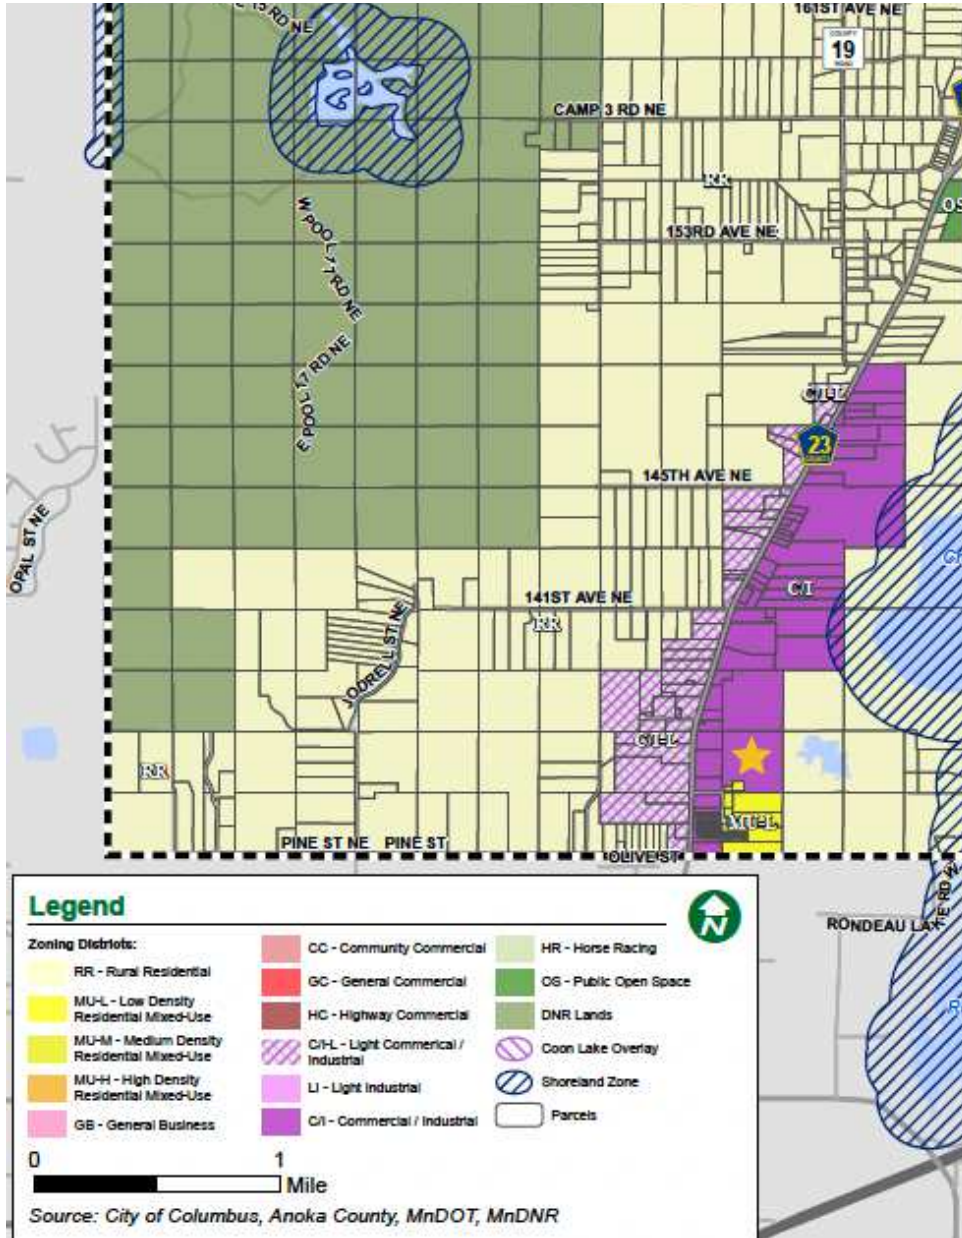 E 15 RD NE
161ST AVE NE
COUNTY
19
ROAD
CAMP 3 RD NE
RR
OS
W POOL 17 RD NE
153RD AVE NE
E POOL 17 RD NE
C/I-L
23
145TH AVE NE
OPAL ST NE
C/I
141ST AVE NE
RR
JODRELL ST NE
C/I-L
RR
MU-L
PINE ST NE
PINE ST
OLIVE ST
RONDEAU LA
Legend
N
Zoning Districts:
RR - Rural Residential
MU-L - Low Density
Residential Mixed-Use
MU-M - Medium Density
Residential Mixed-Use
MU-H - High Density
Residential Mixed-Use
GB - General Business
CC - Community Commercial
GC - General Commercial
HC - Highway Commercial
C/I-L - Light Commerical /
Industrial
LI - Light Industrial
C/I - Commercial / Industrial
HR - Horse Racing
OS - Public Open Space
DNR Lands
Coon Lake Overlay
Shoreland Zone
Parcels
0 1
Mile
Source: City of Columbus, Anoka County, MnDOT, MnDNR